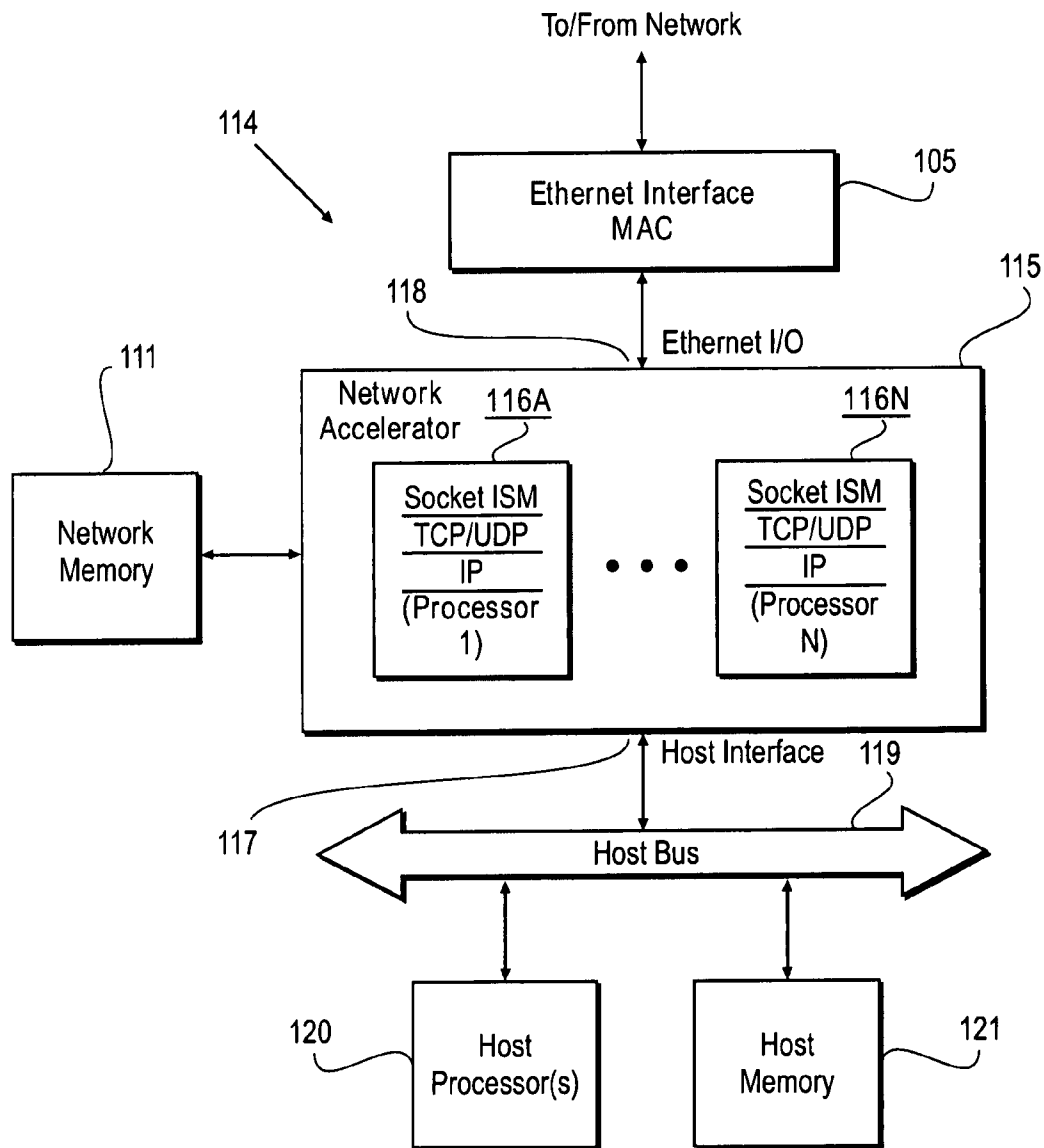 To/From Network
114
105
Ethernet Interface
MAC
118
115
Ethernet I/O
111
Network
Accelerator
116A
116N
Network
Memory
Socket ISM
TCP/UDP
IP
(Processor
1)
Socket ISM
TCP/UDP
IP
(Processor
N)
Host Interface
117
119
Host Bus
120
Host
Processor(s)
121
Host
Memory